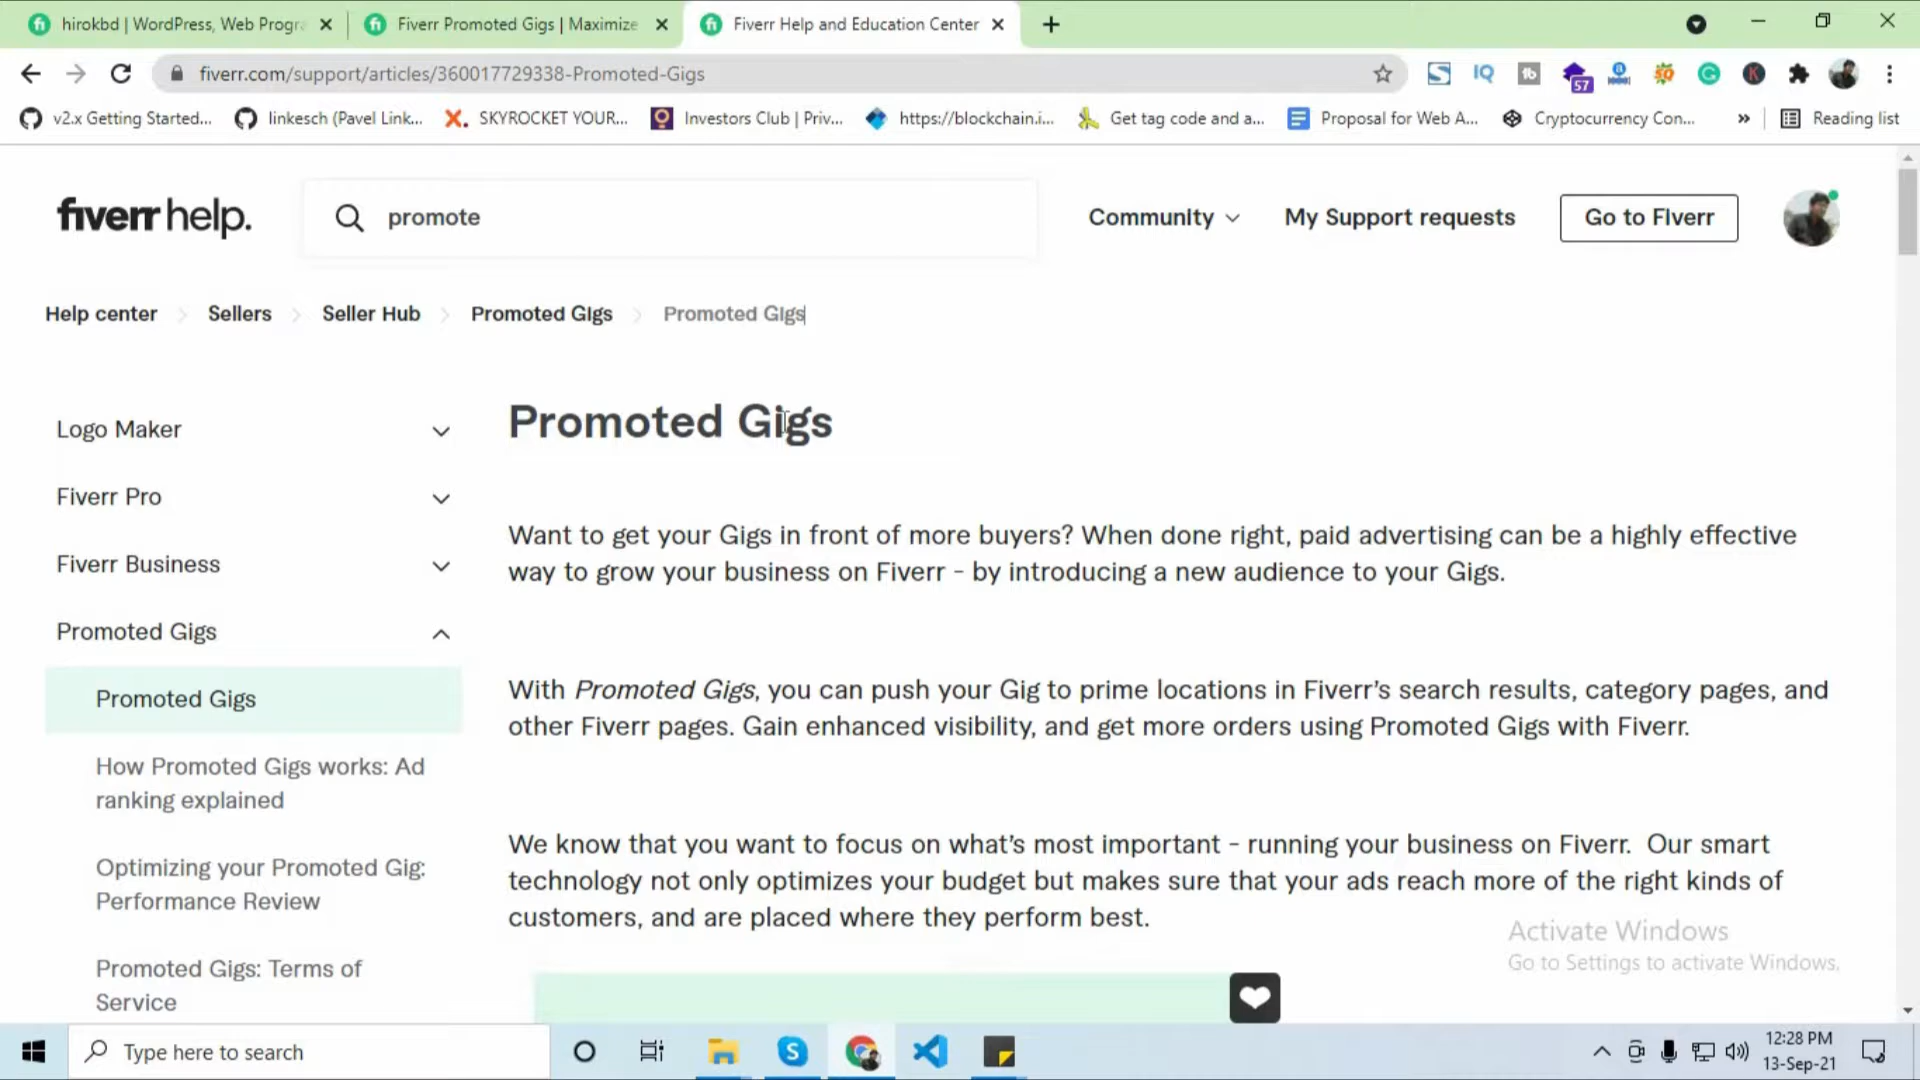 hirokbd | WordPress, Web Progra
Fiverr Promoted Gigs | Maximize
Fiverr Help and Education Center
fiverr.com/support/articles/360017729338-Promoted-Gigs
IQ
tb
57
K
v2.x Getting Started...
linkesch (Pavel Link...
SKYROCKET YOUR...
Investors Club | Priv...
https://blockchain.i...
Get tag code and a...
Proposal for Web A...
Cryptocurrency Con...
»
Reading list
fiverr help.
promote
Community
My Support requests
Go to Fiverr
Help center
Sellers
Seller Hub
Promoted Gigs
Promoted Gigs
Logo Maker
Fiverr Pro
Fiverr Business
Promoted Gigs
Promoted Gigs
How Promoted Gigs works: Ad
ranking explained
Optimizing your Promoted Gig:
Performance Review
Promoted Gigs: Terms of
Service
Promoted Gigs
Want to get your Gigs in front of more buyers? When done right, paid advertising can be a highly effective
way to grow your business on Fiverr - by introducing a new audience to your Gigs.
With Promoted Gigs, you can push your Gig to prime locations in Fiverr’s search results, category pages, and
other Fiverr pages. Gain enhanced visibility, and get more orders using Promoted Gigs with Fiverr.
We know that you want to focus on what’s most important - running your business on Fiverr. Our smart
technology not only optimizes your budget but makes sure that your ads reach more of the right kinds of
customers, and are placed where they perform best.
Activate Windows
Go to Settings to activate Windows.
Type here to search
12:28 PM
13-Sep-21